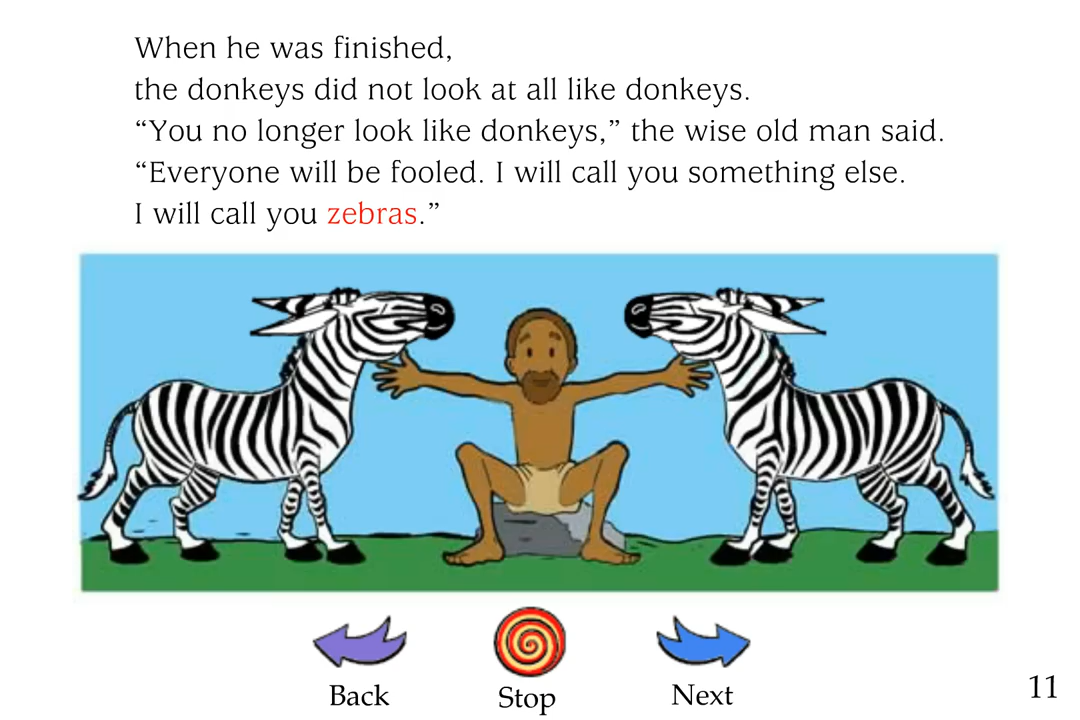 When he was finished,
the donkeys did not look at all like donkeys.
“You no longer look like donkeys,” the wise old man said.
“Everyone will be fooled. I will call you something else.
I will call you zebras.”
Back
Stop
Next
11